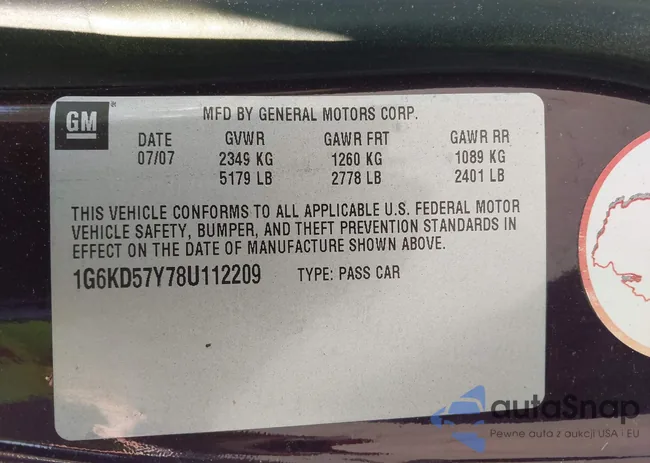 GM
MFD BY GENERAL MOTORS CORP.
DATE GVWR GAWR FRT GAWR RR
07/07 2349 KG 1260 KG 1089 KG
5179 LB 2778 LB 2401 LB
THIS VEHICLE CONFORMS TO ALL APPLICABLE U.S. FEDERAL MOTOR
VEHICLE SAFETY, BUMPER, AND THEFT PREVENTION STANDARDS IN
EFFECT ON THE DATE OF MANUFACTURE SHOWN ABOVE.
1G6KD57Y78U112209 TYPE: PASS CAR
autaSnap
Pewne auta z aukcji USA i EU